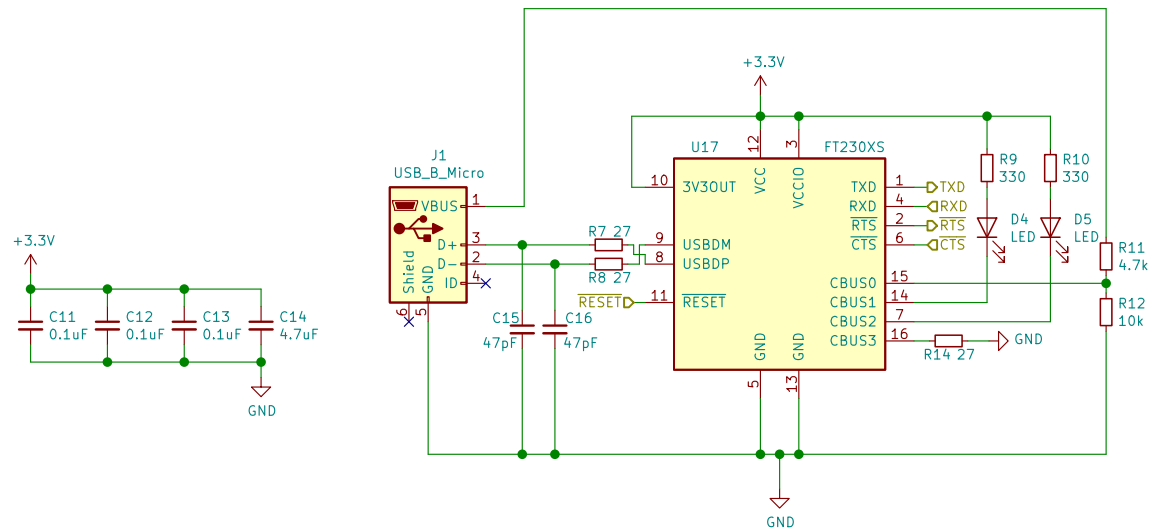 +3.3V
C11
0.1uF
C12
0.1uF
C13
0.1uF
C14
4.7uF
GND
J1
USB_B_Micro
VBUS
1
D+
3
D-
2
ID
4
Shield
6
GND
5
C15
47pF
C16
47pF
R7 27
R8 27
RESET
+3.3V
U17
FT230XS
12
VCC
3
VCCIO
10
3V3OUT
9
USBDM
8
USBDP
11
RESET
TXD
1
TXD
RXD
4
RXD
RTS
2
RTS
CTS
6
CTS
CBUS0
15
CBUS1
14
CBUS2
7
CBUS3
16
GND
5
GND
13
R9
330
R10
330
D4
LED
D5
LED
R11
4.7k
R12
10k
R14 27
GND
GND